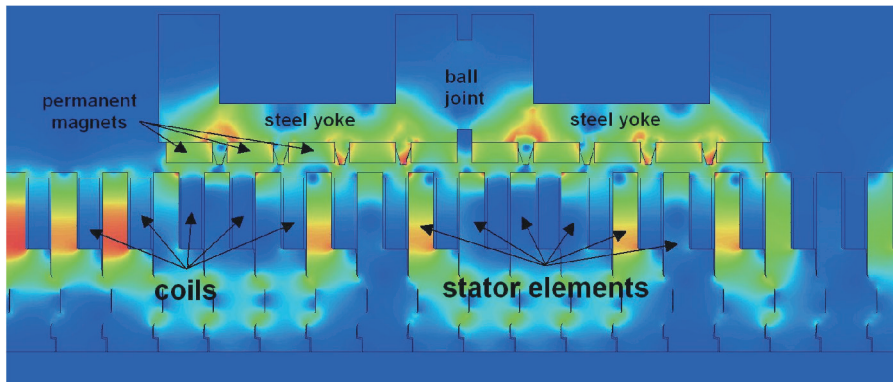 ball
joint
permanent
magnets
steel yoke
steel yoke
coils
stator elements